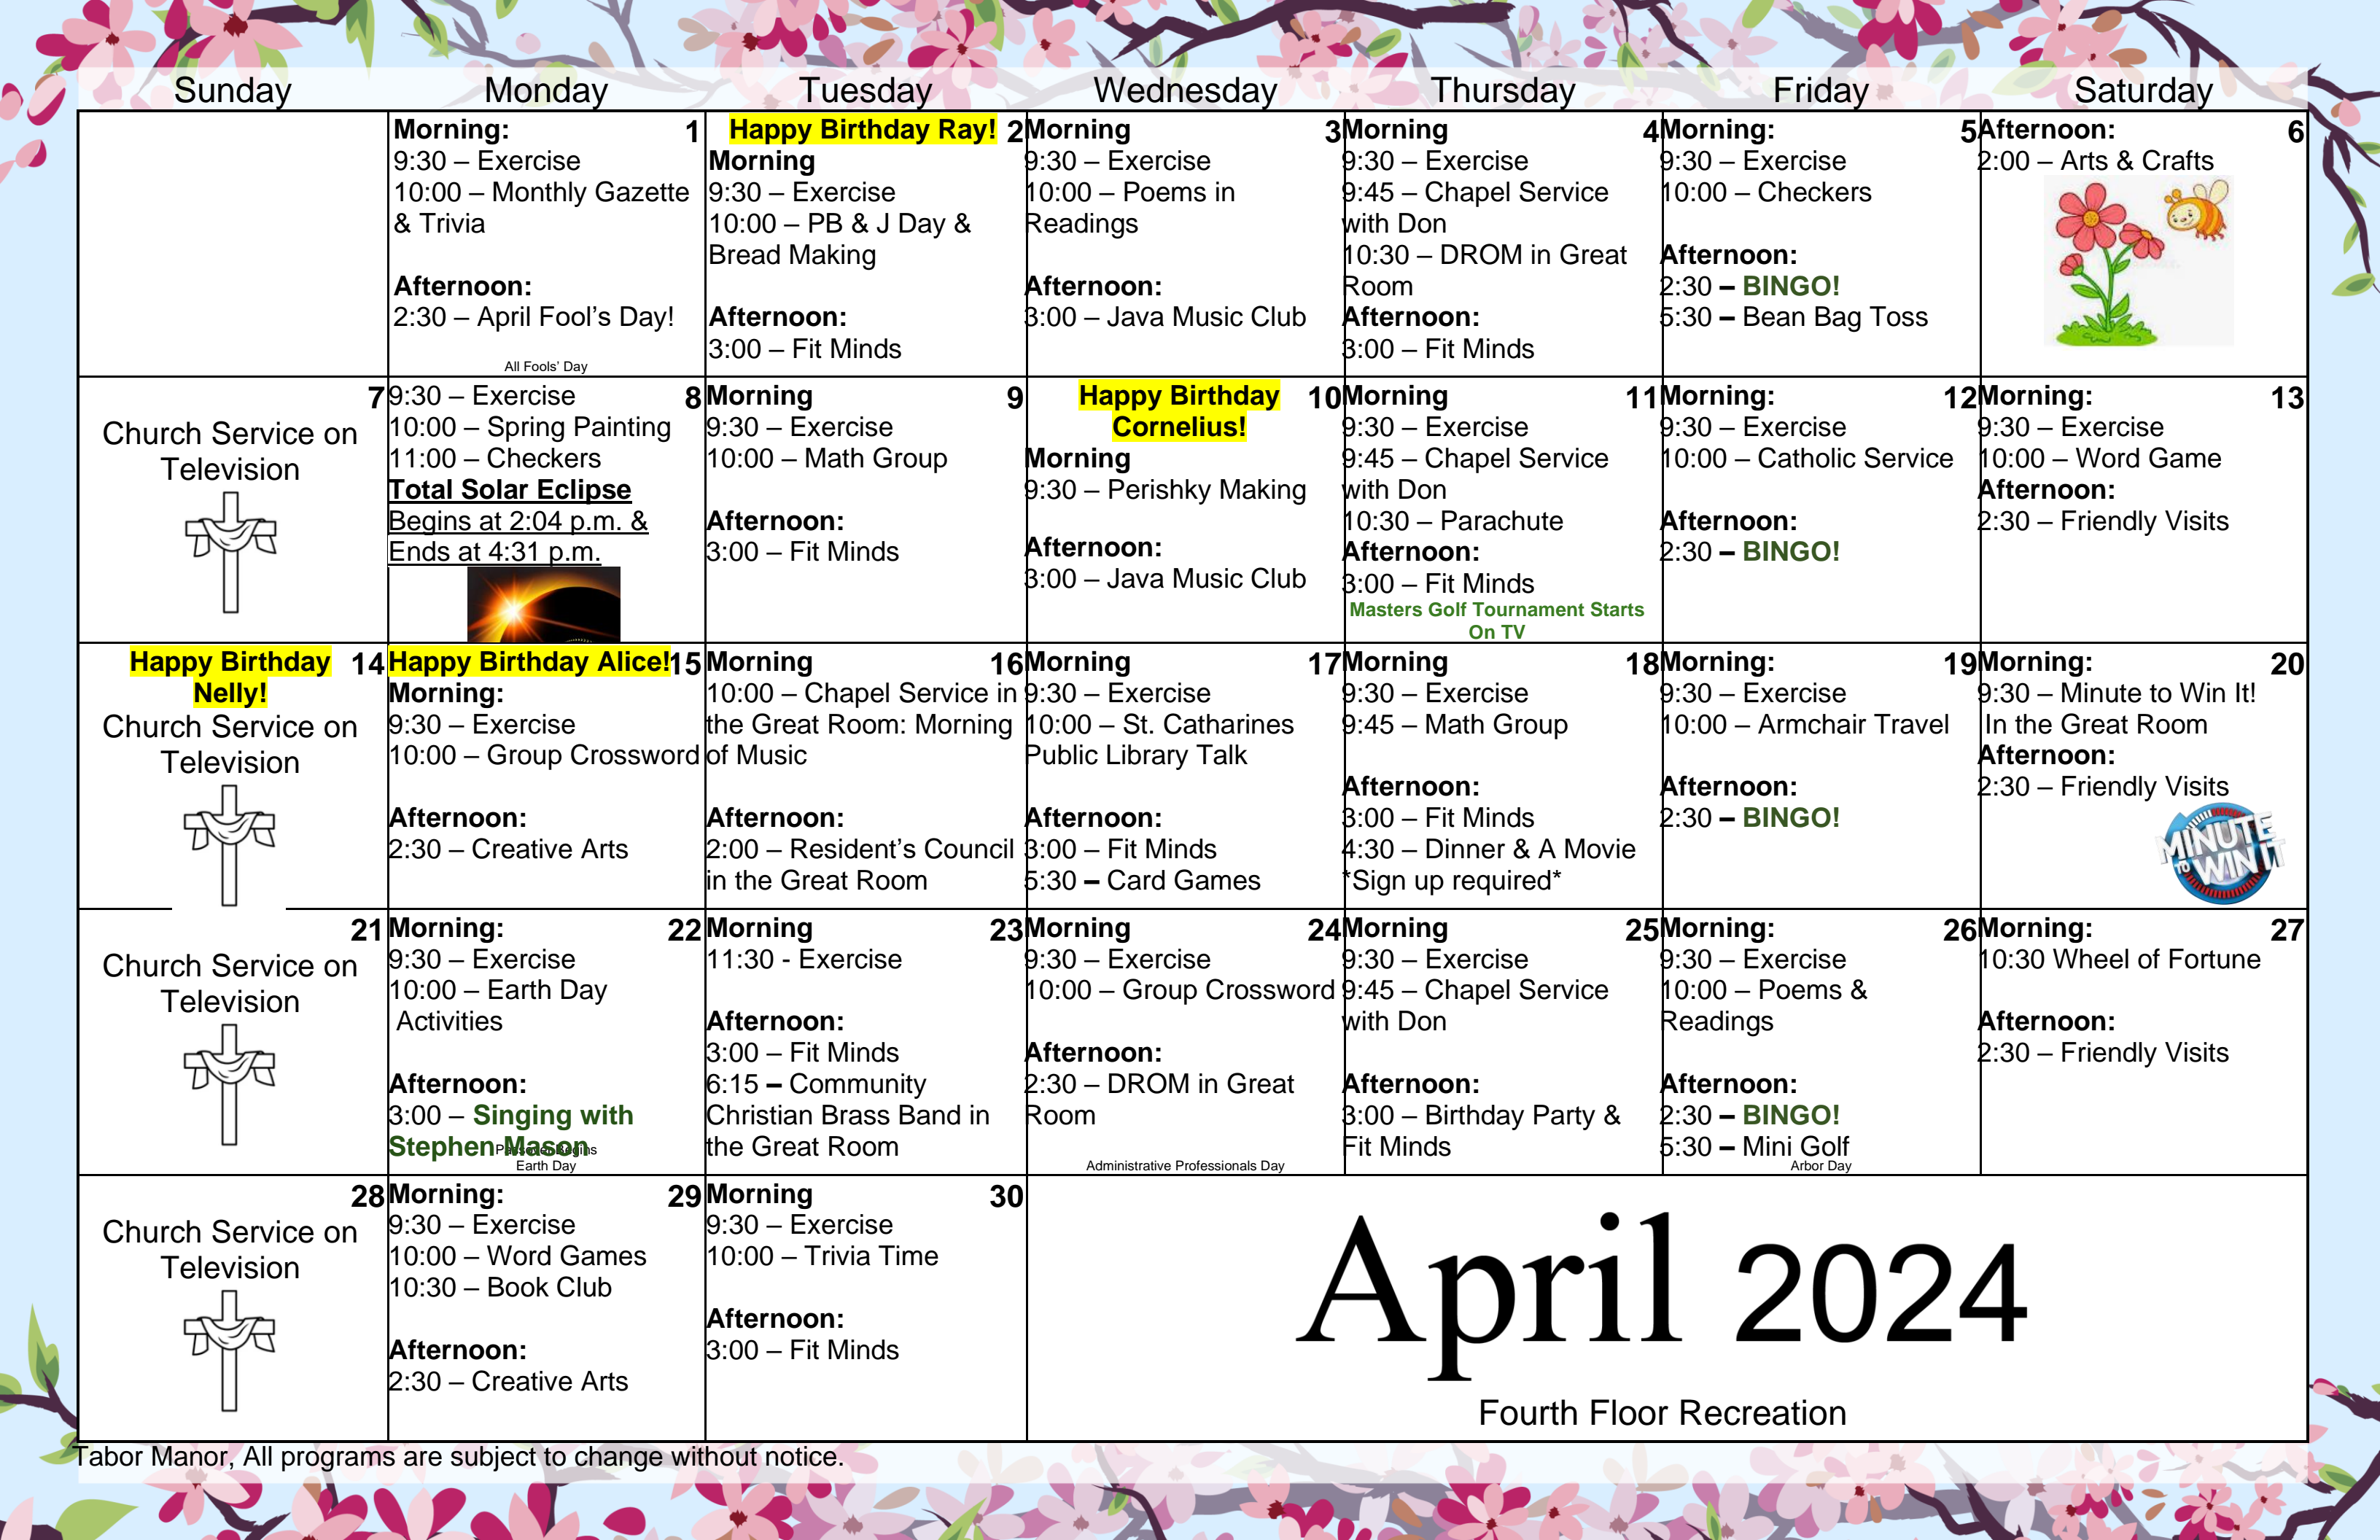 Sunday Monday Tuesday Wednesday Thursday Friday Saturday
Morning: 1
9:30 – Exercise
10:00 – Monthly Gazette
& Trivia
Afternoon:
2:30 – April Fool's Day!
All Fools' Day
Happy Birthday Ray! 2
Morning
9:30 – Exercise
10:00 – PB & J Day &
Bread Making
Afternoon:
3:00 – Fit Minds
Morning 3
9:30 – Exercise
10:00 – Poems in
Readings
Afternoon:
3:00 – Java Music Club
Morning 4
9:30 – Exercise
9:45 – Chapel Service
with Don
10:30 – DROM in Great
Room
Afternoon:
3:00 – Fit Minds
Morning: 5
9:30 – Exercise
10:00 – Checkers
Afternoon:
2:30 – BINGO!
5:30 – Bean Bag Toss
Afternoon: 6
2:00 – Arts & Crafts
7
Church Service on
Television
9:30 – Exercise 8
10:00 – Spring Painting
11:00 – Checkers
Total Solar Eclipse
Begins at 2:04 p.m. &
Ends at 4:31 p.m.
Morning 9
9:30 – Exercise
10:00 – Math Group
Afternoon:
3:00 – Fit Minds
Happy Birthday 10
Cornelius!
Morning
9:30 – Perishky Making
Afternoon:
3:00 – Java Music Club
Morning 11
9:30 – Exercise
9:45 – Chapel Service
with Don
10:30 – Parachute
Afternoon:
3:00 – Fit Minds
Masters Golf Tournament Starts
On TV
Morning: 12
9:30 – Exercise
10:00 – Catholic Service
Afternoon:
2:30 – BINGO!
Morning: 13
9:30 – Exercise
10:00 – Word Game
Afternoon:
2:30 – Friendly Visits
Happy Birthday 14
Nelly!
Church Service on
Television
Happy Birthday Alice! 15
Morning:
9:30 – Exercise
10:00 – Group Crossword
Afternoon:
2:30 – Creative Arts
Morning 16
10:00 – Chapel Service in
the Great Room: Morning
of Music
Afternoon:
2:00 – Resident's Council
in the Great Room
Morning 17
9:30 – Exercise
10:00 – St. Catharines
Public Library Talk
Afternoon:
3:00 – Fit Minds
5:30 – Card Games
Morning 18
9:30 – Exercise
9:45 – Math Group
Afternoon:
3:00 – Fit Minds
4:30 – Dinner & A Movie
*Sign up required*
Morning: 19
9:30 – Exercise
10:00 – Armchair Travel
Afternoon:
2:30 – BINGO!
Morning: 20
9:30 – Minute to Win It!
In the Great Room
Afternoon:
2:30 – Friendly Visits
MINUTE
TO WIN IT
21
Church Service on
Television
Morning: 22
9:30 – Exercise
10:00 – Earth Day
Activities
Afternoon:
3:00 – Singing with
Stephen Mason
Passover Begins
Earth Day
Morning 23
11:30 - Exercise
Afternoon:
3:00 – Fit Minds
6:15 – Community
Christian Brass Band in
the Great Room
Morning 24
9:30 – Exercise
10:00 – Group Crossword
Afternoon:
2:30 – DROM in Great
Room
Administrative Professionals Day
Morning 25
9:30 – Exercise
9:45 – Chapel Service
with Don
Afternoon:
3:00 – Birthday Party &
Fit Minds
Morning: 26
9:30 – Exercise
10:00 – Poems &
Readings
Afternoon:
2:30 – BINGO!
5:30 – Mini Golf
Arbor Day
Morning: 27
10:30 Wheel of Fortune
Afternoon:
2:30 – Friendly Visits
28
Church Service on
Television
Morning: 29
9:30 – Exercise
10:00 – Word Games
10:30 – Book Club
Afternoon:
2:30 – Creative Arts
Morning 30
9:30 – Exercise
10:00 – Trivia Time
Afternoon:
3:00 – Fit Minds
April 2024
Fourth Floor Recreation
Tabor Manor, All programs are subject to change without notice.